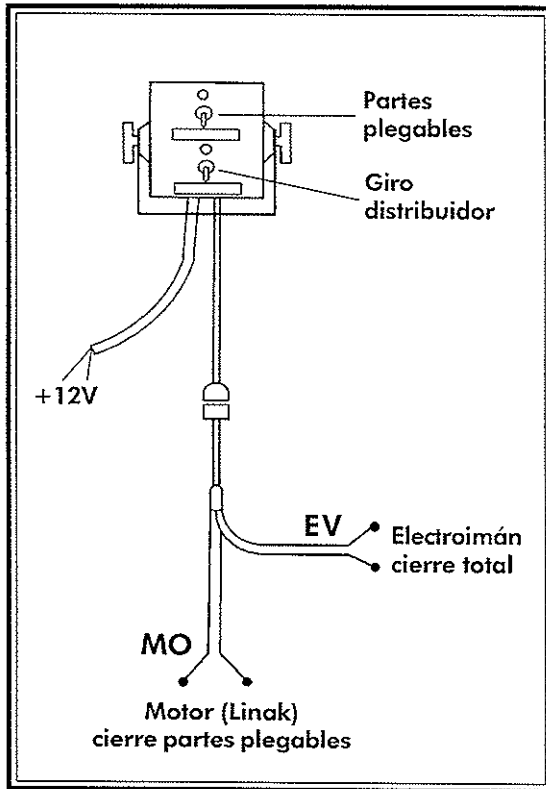 Partes
plegables
Giro
distribuidor
+12V
EV
Electroimán
cierre total
MO
Motor (Linak)
cierre partes plegables